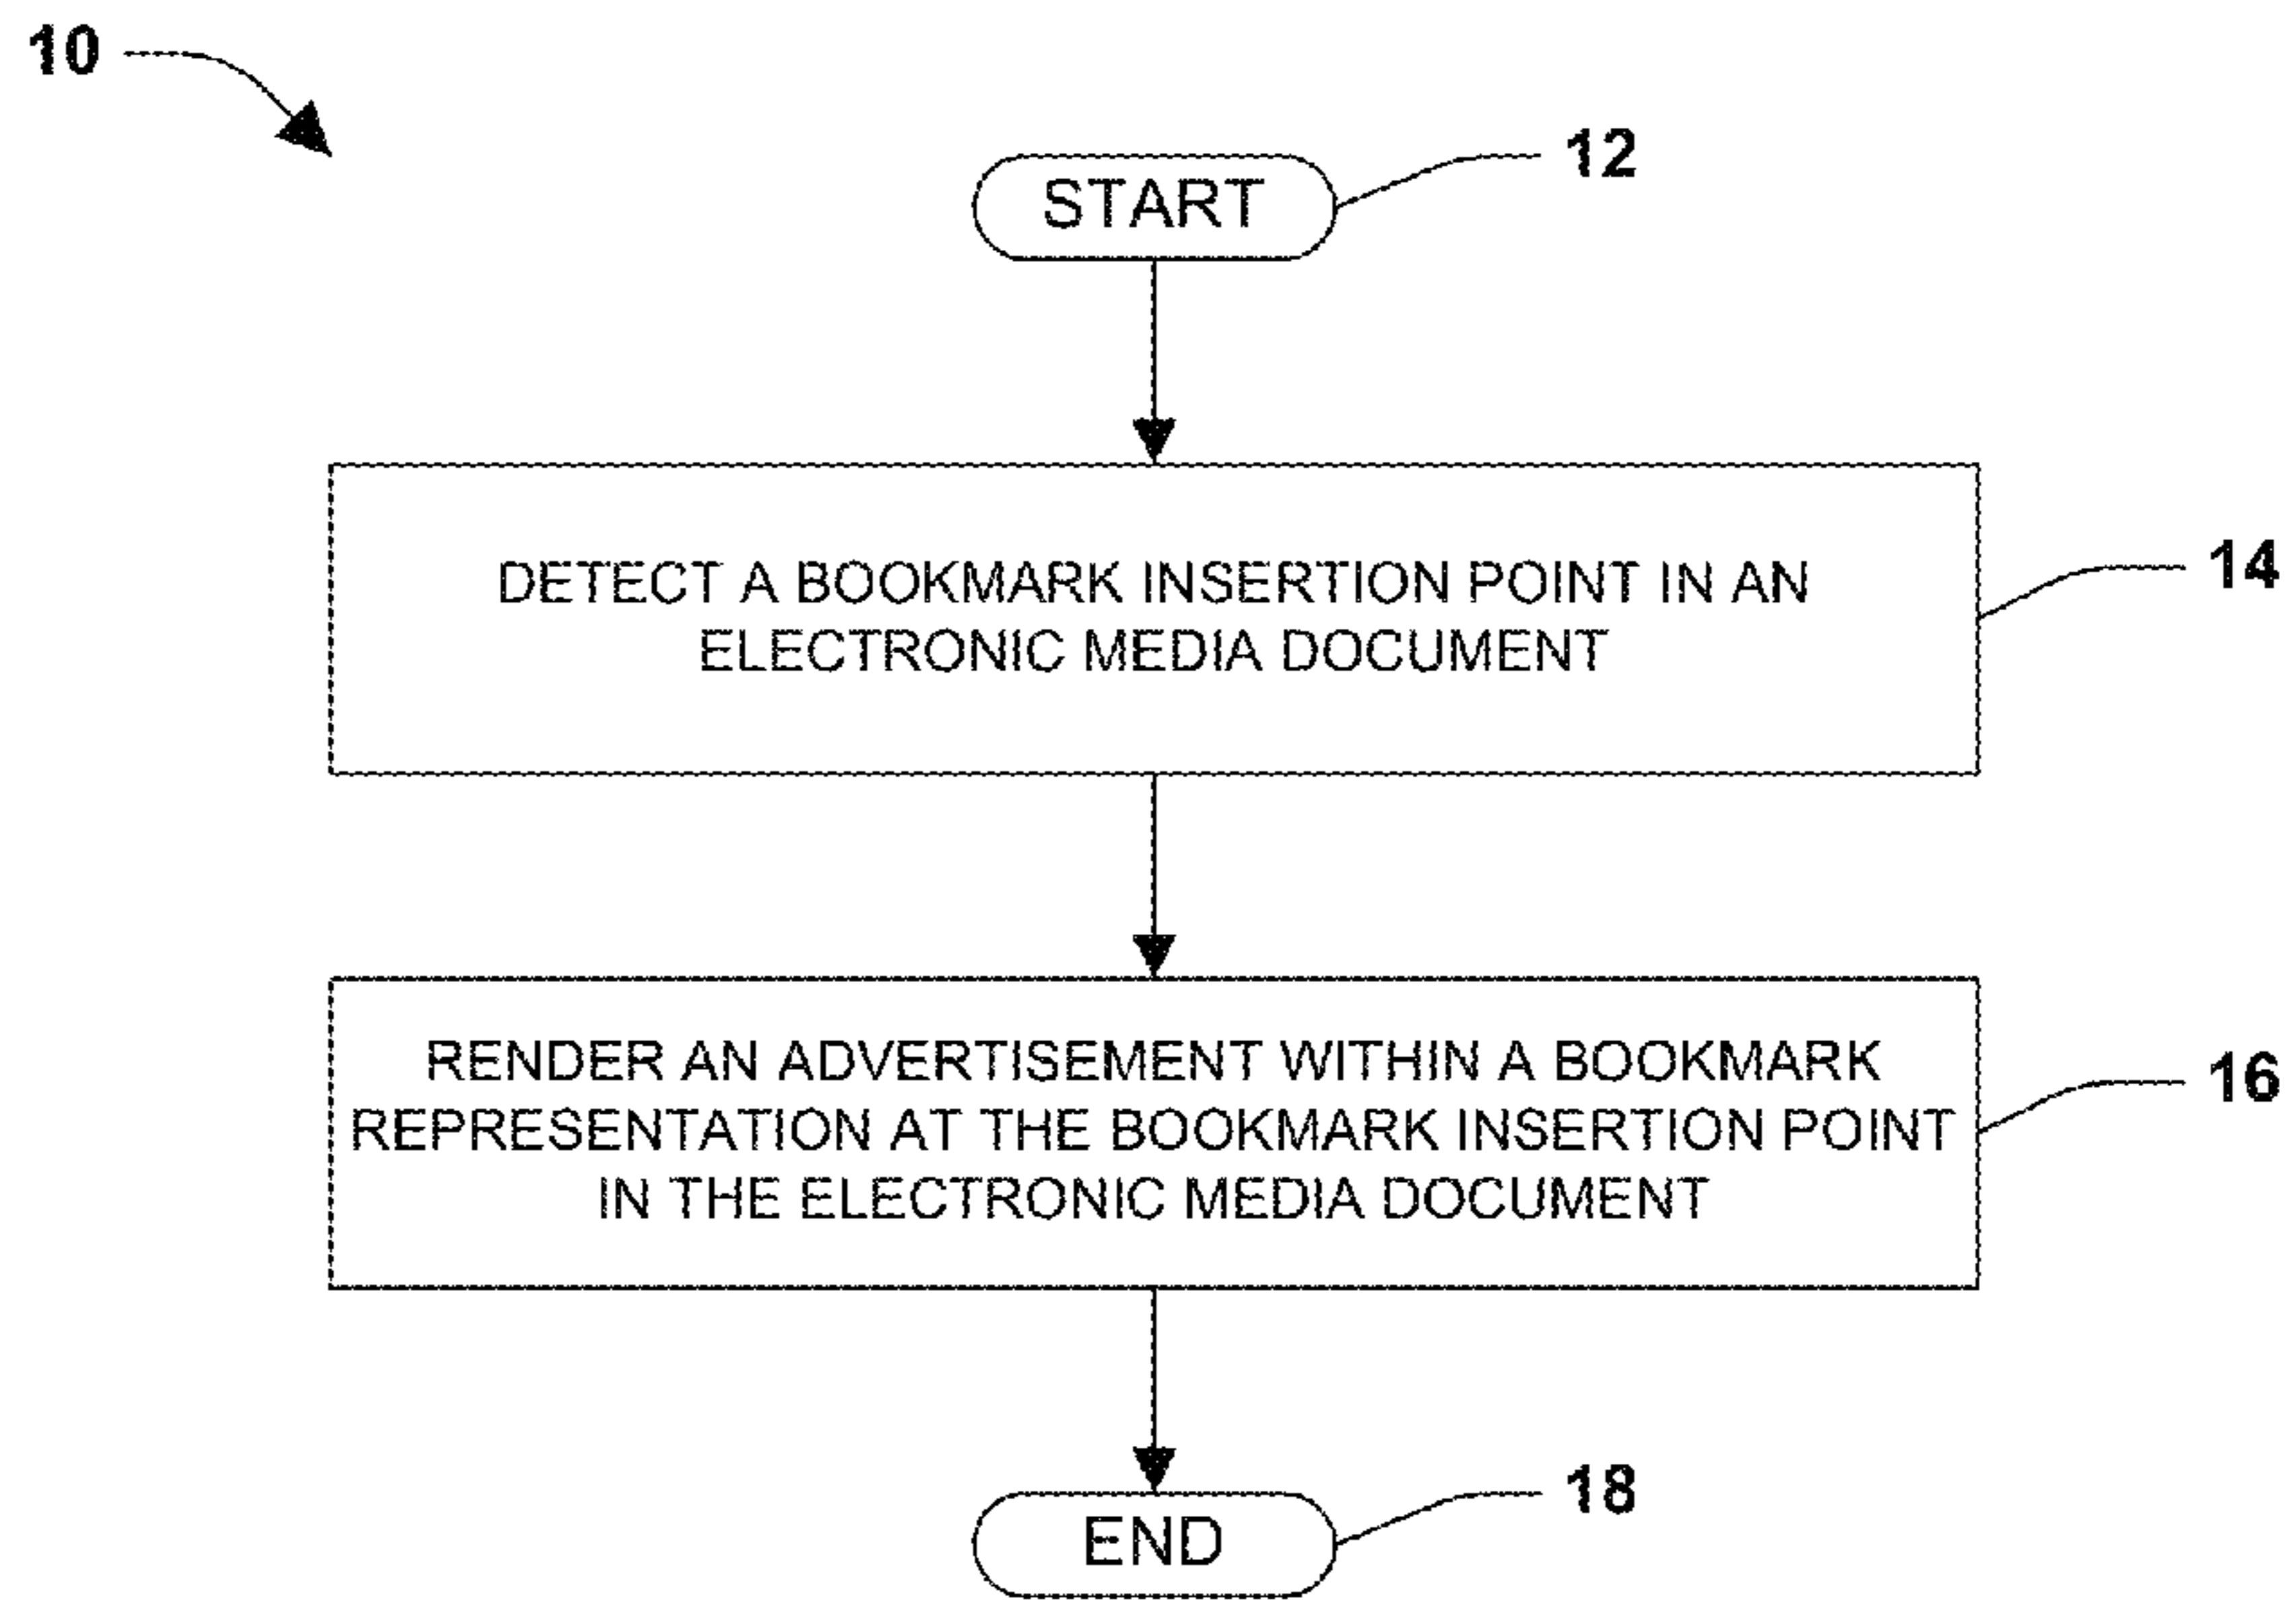 10
START
12
DETECT A BOOKMARK INSERTION POINT IN AN
ELECTRONIC MEDIA DOCUMENT
14
RENDER AN ADVERTISEMENT WITHIN A BOOKMARK
REPRESENTATION AT THE BOOKMARK INSERTION POINT
IN THE ELECTRONIC MEDIA DOCUMENT
16
END
18